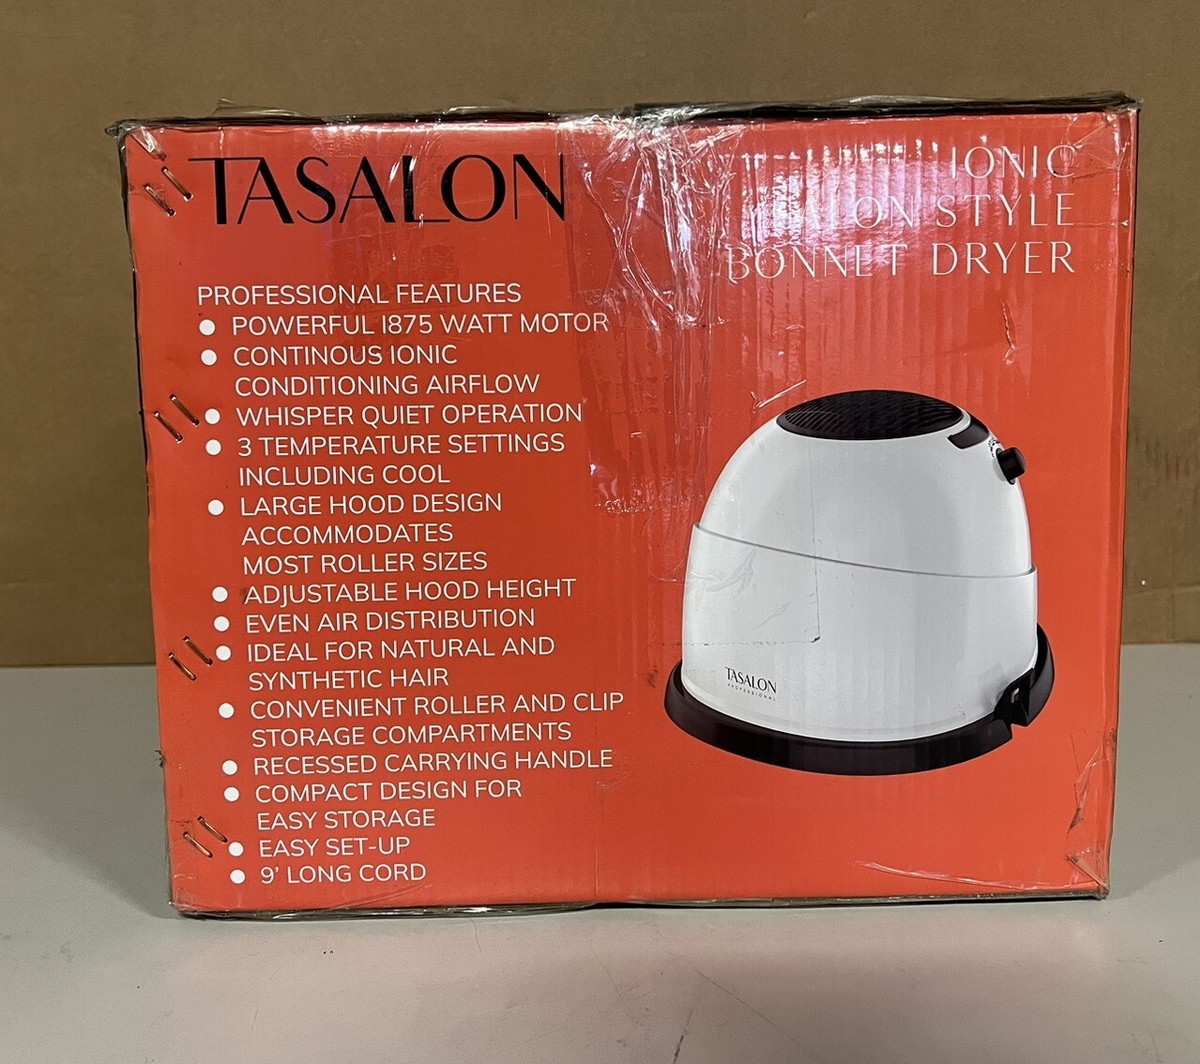 TASALON
IONIC
SALON STYLE
BONNET DRYER
PROFESSIONAL FEATURES
● POWERFUL 1875 WATT MOTOR
● CONTINOUS IONIC
CONDITIONING AIRFLOW
● WHISPER QUIET OPERATION
● 3 TEMPERATURE SETTINGS
INCLUDING COOL
● LARGE HOOD DESIGN
ACCOMMODATES
MOST ROLLER SIZES
● ADJUSTABLE HOOD HEIGHT
● EVEN AIR DISTRIBUTION
● IDEAL FOR NATURAL AND
SYNTHETIC HAIR
● CONVENIENT ROLLER AND CLIP
STORAGE COMPARTMENTS
● RECESSED CARRYING HANDLE
● COMPACT DESIGN FOR
EASY STORAGE
● EASY SET-UP
● 9' LONG CORD
TASALON
PROFESSIONAL